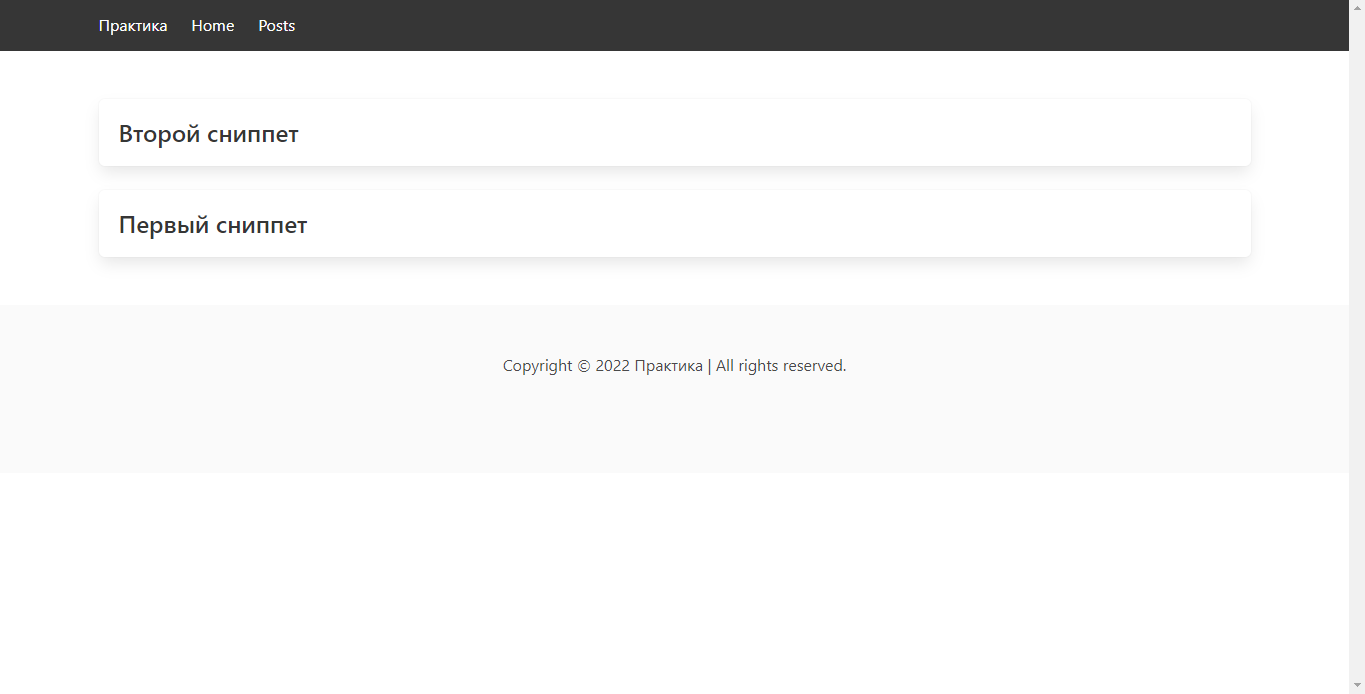 Практика Home Posts
Второй сниппет
Первый сниппет
Copyright © 2022 Практика | All rights reserved.